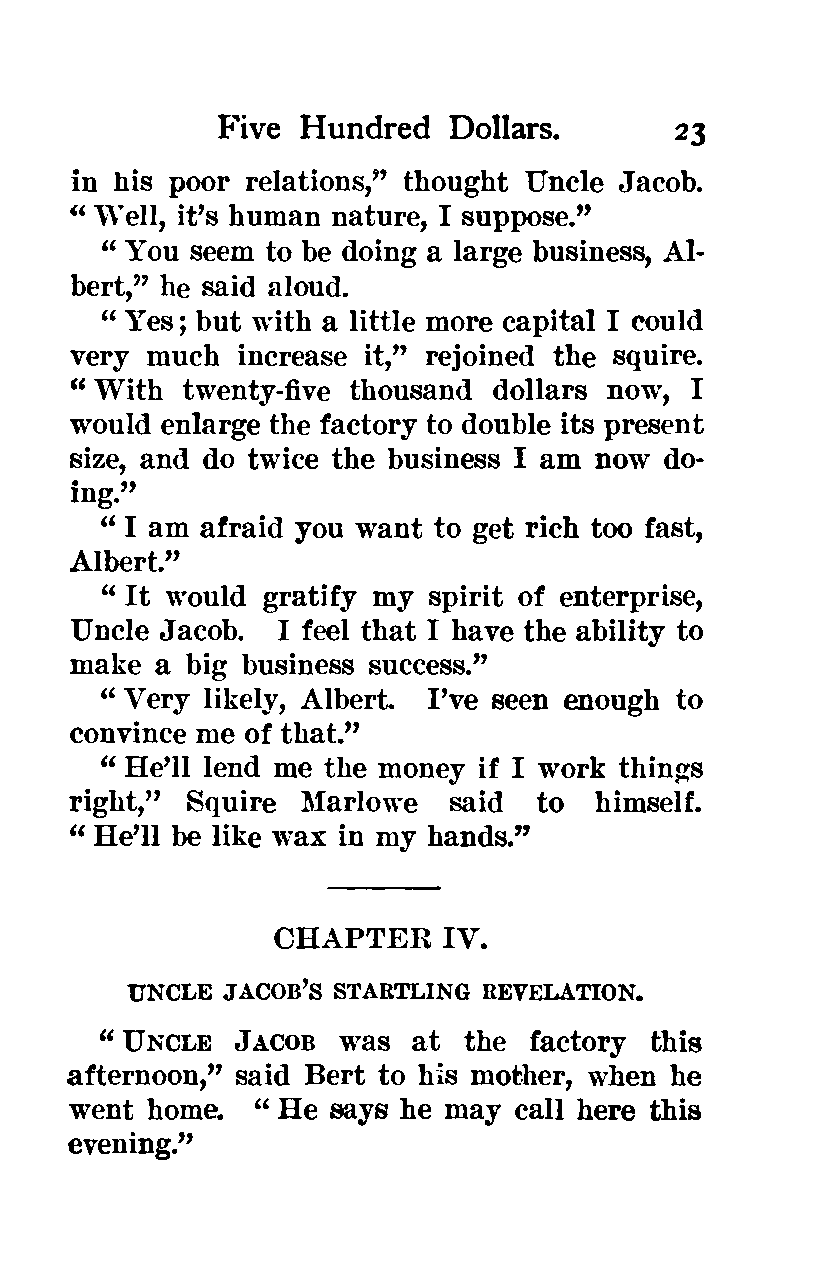 Five Hundred Dollars. 23
in his poor relations,” thought Uncle Jacob.
“ Well, it’s human nature, I suppose.”
“ You seem to be doing a large business, Al-
bert,” he said aloud.
“ Yes; but with a little more capital I could
very much increase it,” rejoined the squire.
“ With twenty-five thousand dollars now, I
would enlarge the factory to double its present
size, and do twice the business I am now do-
ing.”
“ I am afraid you want to get rich too fast,
Albert.”
“ It would gratify my spirit of enterprise,
Uncle Jacob. I feel that I have the ability to
make a big business success.”
“ Very likely, Albert. I’ve seen enough to
convince me of that.”
“ He’ll lend me the money if I work things
right,” Squire Marlowe said to himself.
“ He’ll be like wax in my hands.”
CHAPTER IV.
UNCLE JACOB’S STARTLING REVELATION.
“ UNCLE JACOB was at the factory this
afternoon,” said Bert to his mother, when he
went home. “ He says he may call here this
evening.”